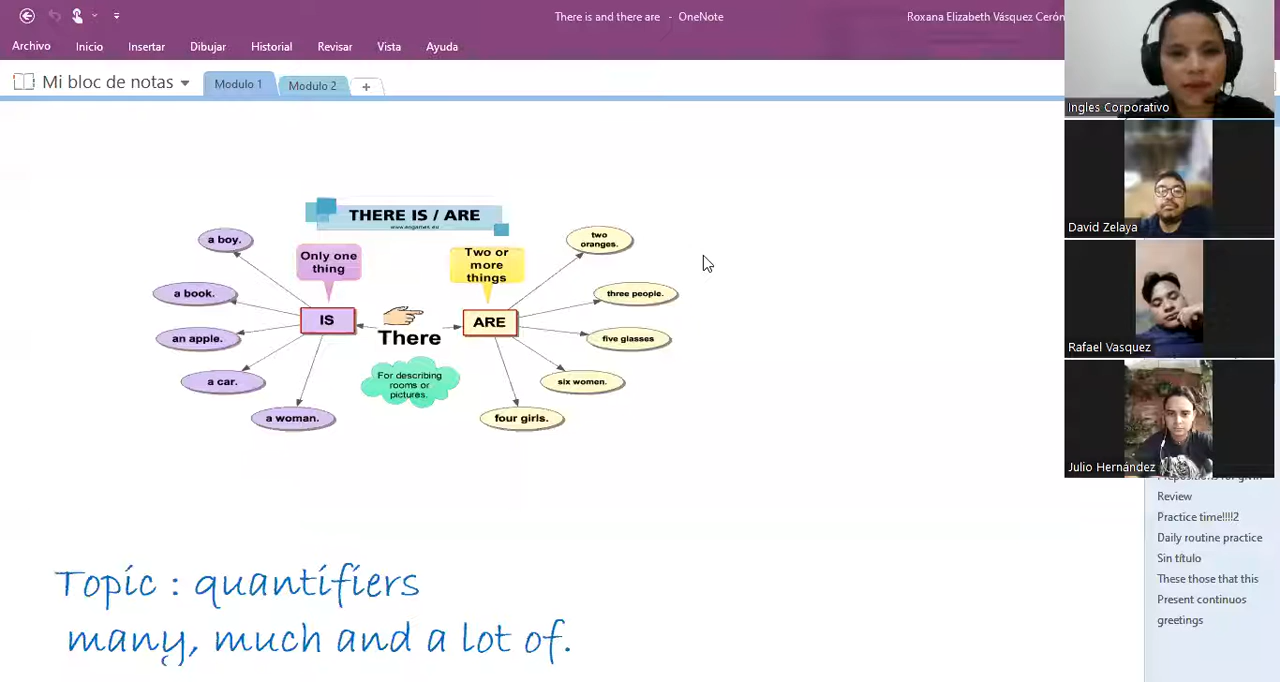 There is and there are - OneNote
Roxana Elizabeth Vásquez Cerón
Archivo Inicio Insertar Dibujar Historial Revisar Vista Ayuda
Mi bloc de notas Modulo 1 Modulo 2 +
Ingles Corporativo
David Zelaya
Rafael Vasquez
Julio Hernández
THERE IS / ARE
Only one
thing
Two or
more
things
a boy.
a book.
an apple.
a car.
a woman.
IS
There
ARE
For describing
rooms or
pictures.
two
oranges.
three people.
five glasses
six women.
four girls.
Topic : quantifiers
many, much and a lot of.
Review
Practice time!!!!2
Daily routine practice
Sin título
These those that this
Present continuos
greetings